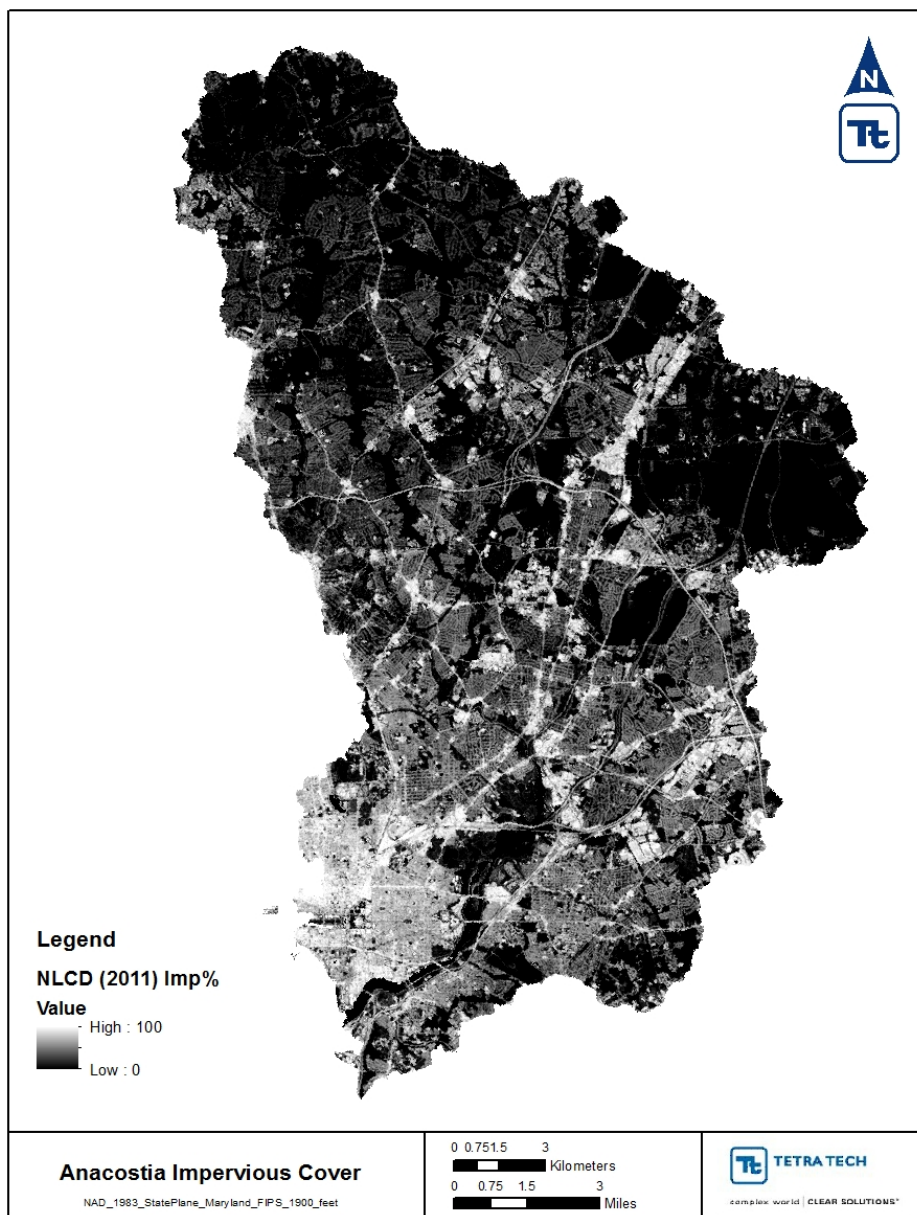 N
Tt
Legend
NLCD (2011) Imp%
Value
High : 100
Low : 0
Anacostia Impervious Cover
NAD_1983_StatePlane_Maryland_FIPS_1900_feet
0 0.751.5 3
Kilometers
0 0.75 1.5 3
Miles
Tt TETRA TECH
complex world | CLEAR SOLUTIONS™